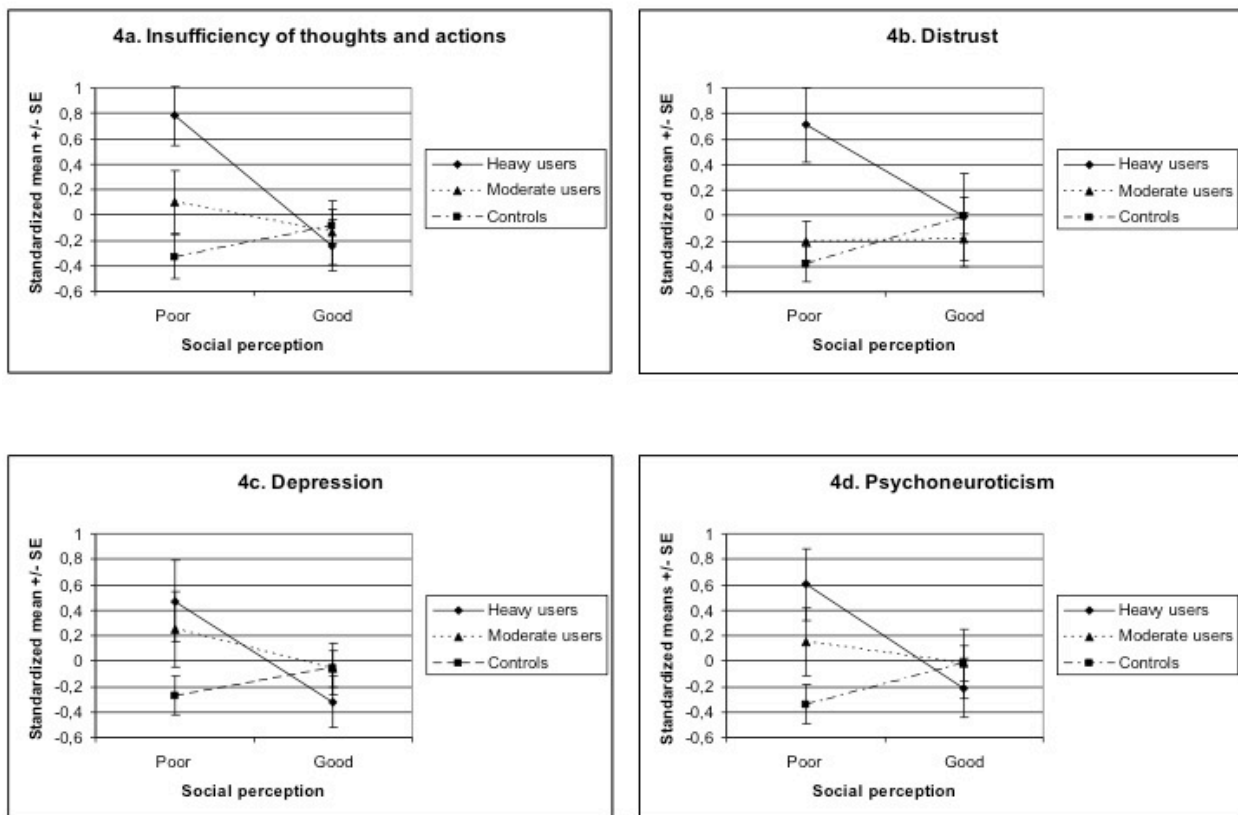 4a. Insufficiency of thoughts and actions
Standardized mean +/- SE
1
0,8
0,6
0,4
0,2
0
-0,2
-0,4
-0,6
Poor
Good
Social perception
Heavy users
Moderate users
Controls
4b. Distrust
Standardized mean +/- SE
1
0,8
0,6
0,4
0,2
0
-0,2
-0,4
-0,6
Poor
Good
Social perception
Heavy users
Moderate users
Controls
4c. Depression
Standardized mean +/- SE
1
0,8
0,6
0,4
0,2
0
-0,2
-0,4
-0,6
Poor
Good
Social perception
Heavy users
Moderate users
Controls
4d. Psychoneuroticism
Standardized means +/- SE
1
0,8
0,6
0,4
0,2
0
-0,2
-0,4
-0,6
Poor
Good
Social perception
Heavy users
Moderate users
Controls